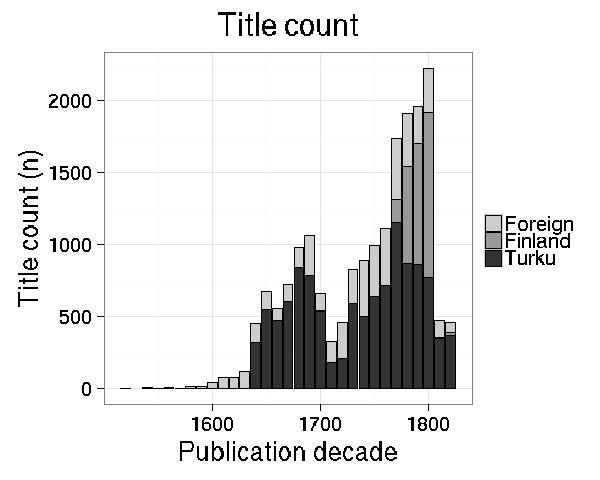 Title count
Title count (n)
2000
1500
1000
500
0
1600 1700 1800
Publication decade
Foreign
Finland
Turku